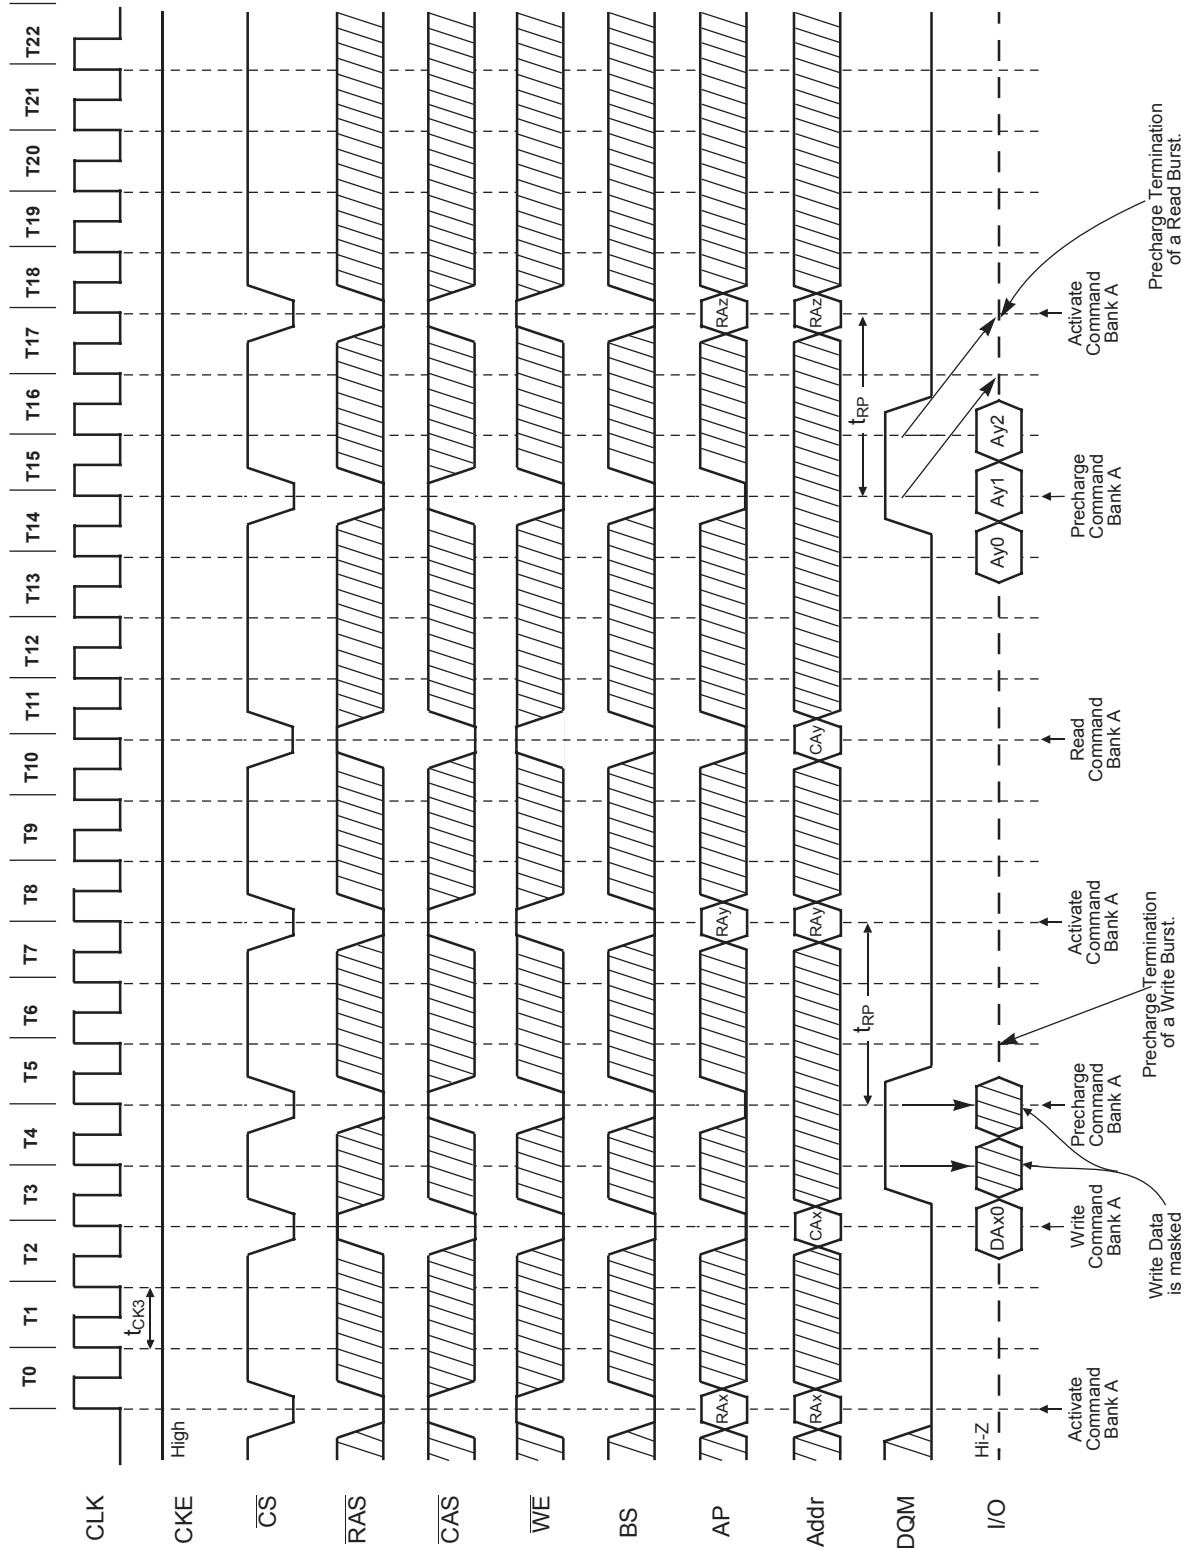 T0 T1 T2 T3 T4 T5 T6 T7 T8 T9 T10 T11 T12 T13 T14 T15 T16 T17 T18 T19 T20 T21 T22
CLK
tCK3
CKE
High
CS
RAS
CAS
WE
BS
AP
RAx
RAy
RAz
Addr
RAx
CAx
RAy
CAy
RAz
tRP
tRP
DQM
I/O
Hi-Z
DAx0
Ay0
Ay1
Ay2
Activate
Command
Bank A
Write
Command
Bank A
Precharge
Command
Bank A
Activate
Command
Bank A
Read
Command
Bank A
Precharge
Command
Bank A
Activate
Command
Bank A
Write Data
is masked
Precharge Termination
of a Write Burst.
Precharge Termination
of a Read Burst.